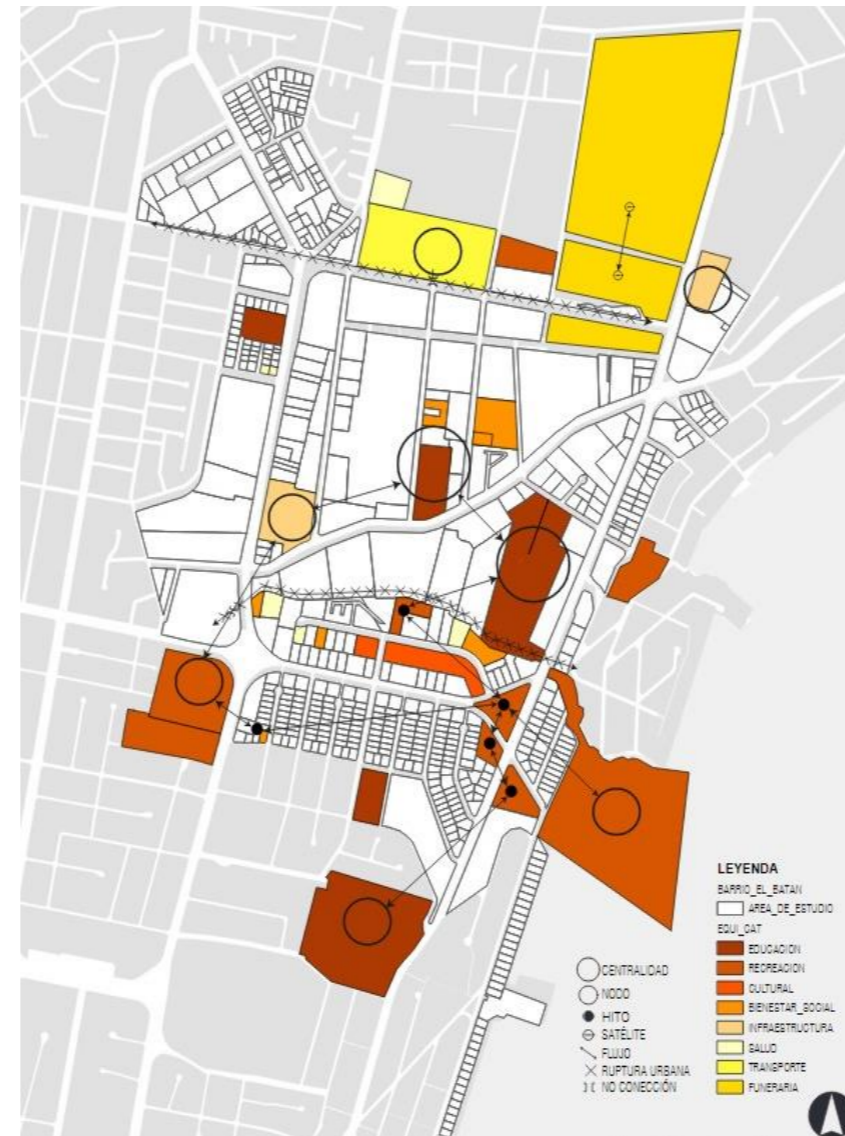 LEYENDA
BARRIO_EL_BATAN
AREA_DE_ESTUDIO
EQUI_CAT
EDUCACION
RECREACION
CULTURAL
BIENESTAR_SOCIAL
INFRAESTRUCTURA
SALUD
TRANSPORTE
FUNERARIA
CENTRALIDAD
NODO
HITO
SATÉLITE
FLUJO
RUPTURA URBANA
NO CONECCIÓN